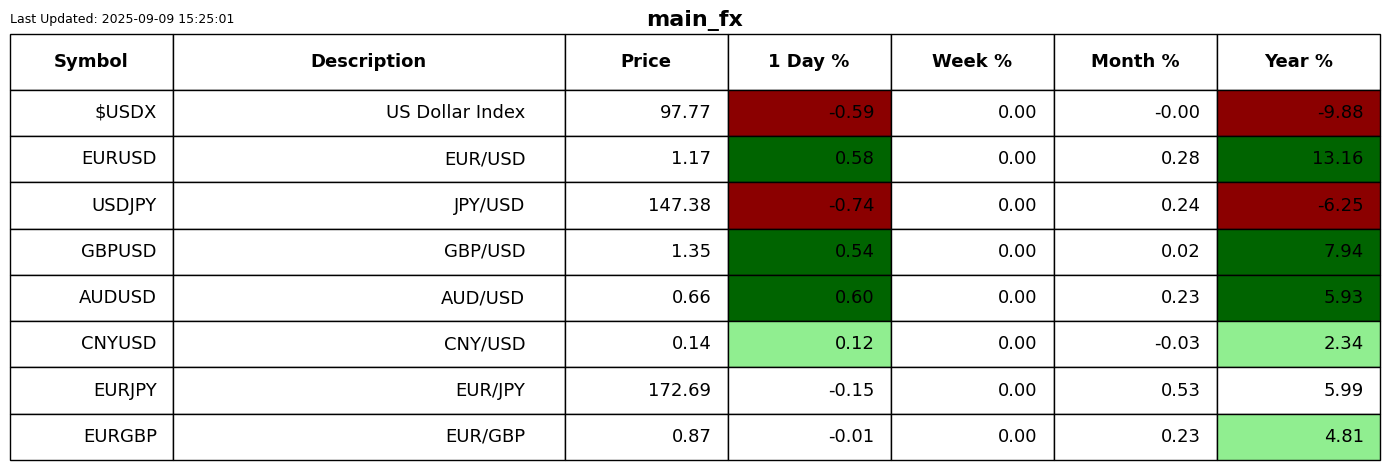 Last Updated: 2025-09-09 15:25:01
main_fx
Symbol Description Price 1 Day % Week % Month % Year %
$USDX US Dollar Index 97.77 -0.59 0.00 -0.00 -9.88
EURUSD EUR/USD 1.17 0.58 0.00 0.28 13.16
USDJPY JPY/USD 147.38 -0.74 0.00 0.24 -6.25
GBPUSD GBP/USD 1.35 0.54 0.00 0.02 7.94
AUDUSD AUD/USD 0.66 0.60 0.00 0.23 5.93
CNYUSD CNY/USD 0.14 0.12 0.00 -0.03 2.34
EURJPY EUR/JPY 172.69 -0.15 0.00 0.53 5.99
EURGBP EUR/GBP 0.87 -0.01 0.00 0.23 4.81